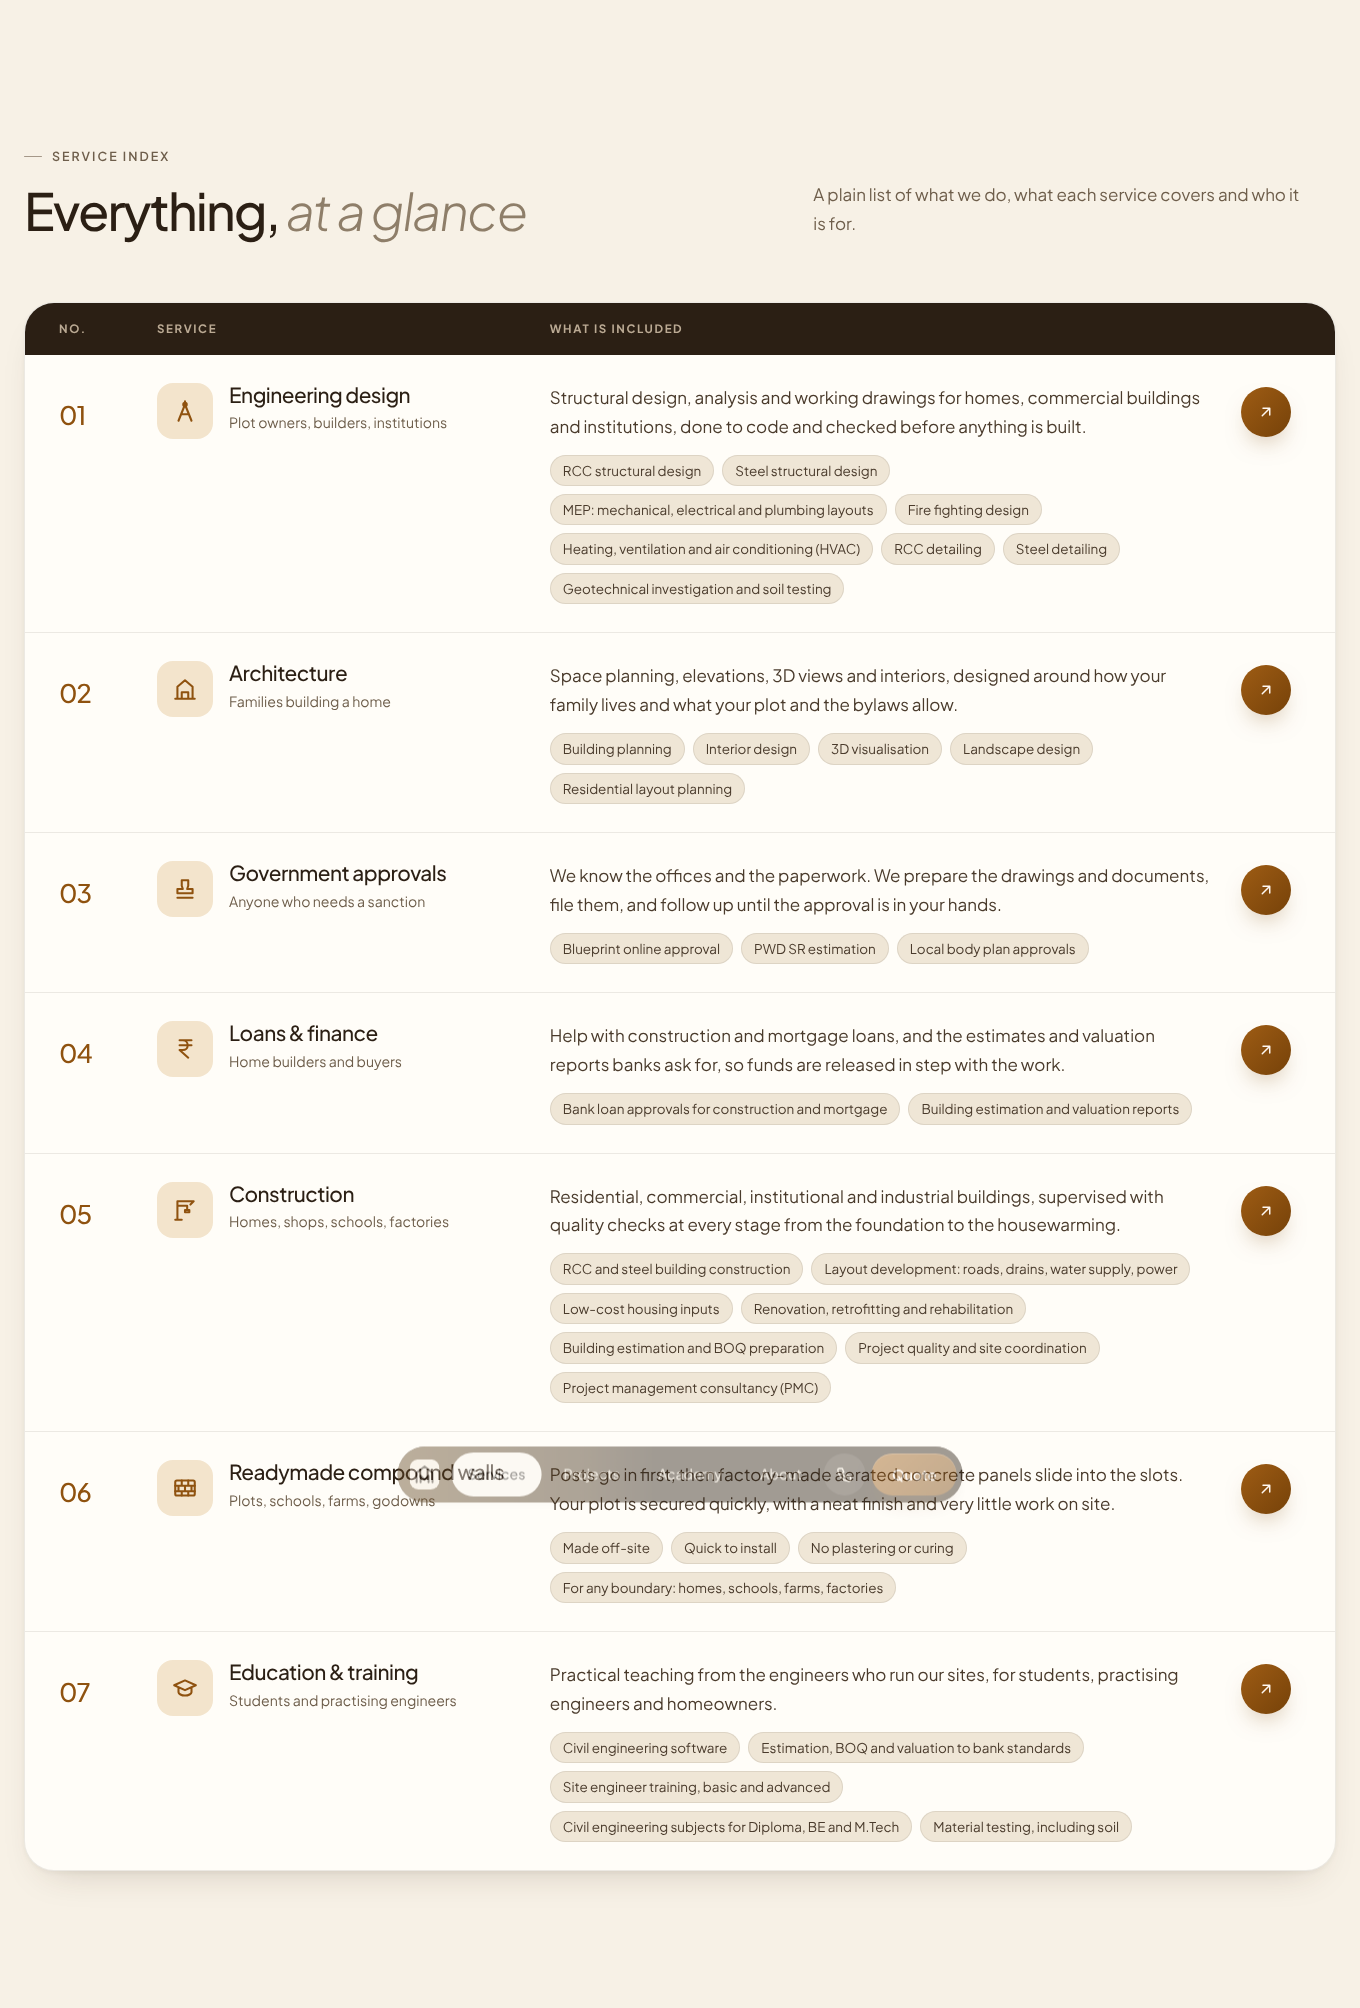 SERVICE INDEX
Everything, at a glance
A plain list of what we do, what each service covers and who it
is for.
NO. SERVICE WHAT IS INCLUDED
01
Engineering design
Plot owners, builders, institutions
Structural design, analysis and working drawings for homes, commercial buildings
and institutions, done to code and checked before anything is built.
RCC structural design Steel structural design
MEP: mechanical, electrical and plumbing layouts Fire fighting design
Heating, ventilation and air conditioning (HVAC) RCC detailing Steel detailing
Geotechnical investigation and soil testing
02
Architecture
Families building a home
Space planning, elevations, 3D views and interiors, designed around how your
family lives and what your plot and the bylaws allow.
Building planning Interior design 3D visualisation Landscape design
Residential layout planning
03
Government approvals
Anyone who needs a sanction
We know the offices and the paperwork. We prepare the drawings and documents,
file them, and follow up until the approval is in your hands.
Blueprint online approval PWD SR estimation Local body plan approvals
04
Loans & finance
Home builders and buyers
Help with construction and mortgage loans, and the estimates and valuation
reports banks ask for, so funds are released in step with the work.
Bank loan approvals for construction and mortgage Building estimation and valuation reports
05
Construction
Homes, shops, schools, factories
Residential, commercial, institutional and industrial buildings, supervised with
quality checks at every stage from the foundation to the housewarming.
RCC and steel building construction Layout development: roads, drains, water supply, power
Low-cost housing inputs Renovation, retrofitting and rehabilitation
Building estimation and BOQ preparation Project quality and site coordination
Project management consultancy (PMC)
06
Readymade compound walls
Plots, schools, farms, godowns
Services
Posts go in first, then factory-made aerated concrete panels slide into the slots.
Your plot is secured quickly, with a neat finish and very little work on site.
Made off-site Quick to install No plastering or curing
For any boundary: homes, schools, farms, factories
07
Education & training
Students and practising engineers
Practical teaching from the engineers who run our sites, for students, practising
engineers and homeowners.
Civil engineering software Estimation, BOQ and valuation to bank standards
Site engineer training, basic and advanced
Civil engineering subjects for Diploma, BE and M.Tech Material testing, including soil